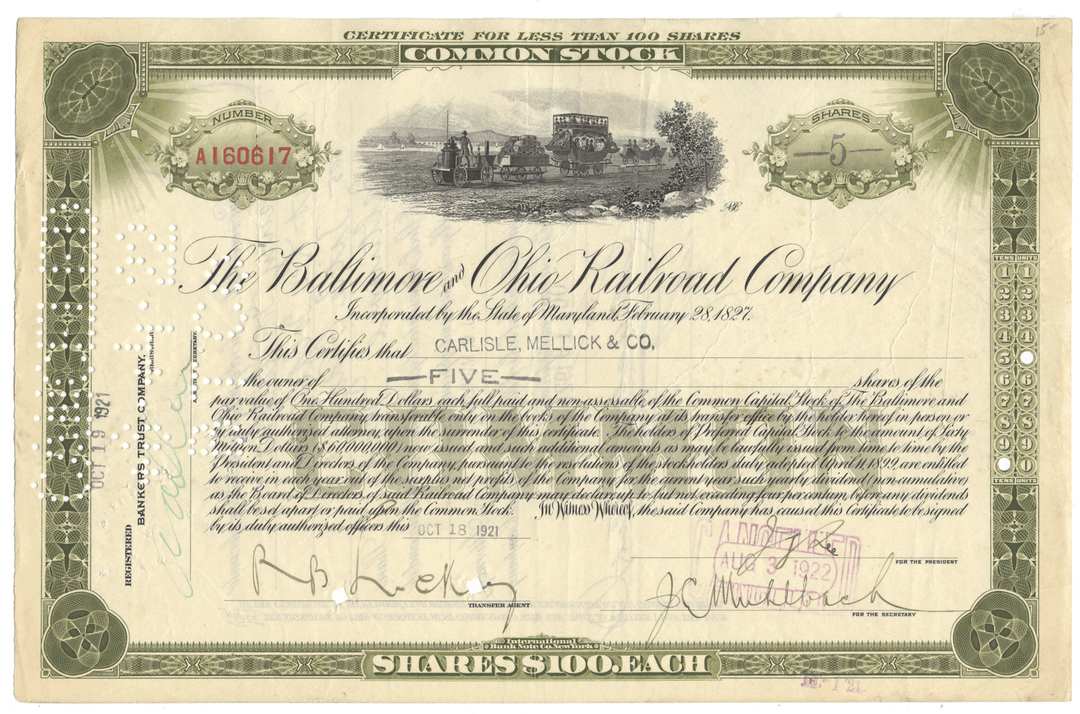 15-
CERTIFICATE FOR LESS THAN 100 SHARES
COMMON STOCK
NUMBER
A160617
SHARES
5
The Baltimore and Ohio Railroad Company
Incorporated by the State of Maryland, February 28, 1827.
This Certifies that CARLISLE, MELLICK & CO,
the owner of —FIVE— shares of the
par value of One Hundred Dollars each full paid and non-assessable of the Common Capital Stock of The Baltimore and
Ohio Railroad Company, transferable only on the books of the Company at its transfer office by the holder hereof in person or
by duly authorized attorney, upon the surrender of this certificate. The holders of Preferred Capital Stock to the amount of Sixty
Million Dollars ($60,000,000) now issued, and such additional amounts as may be lawfully issued from time to time by the
President and Directors of the Company, pursuant to the resolutions of the stockholders duly adopted April 11, 1899, are entitled
to receive in each year, out of the surplus net profits of the Company for the current year, such yearly dividend (noncumulative)
as the Board of Directors of said Railroad Company may declare, up to, but not exceeding four per centum, before any dividends
shall be set apart or paid upon the Common Stock. In Witness Whereof, the said Company has caused this Certificate to be signed
by its duly authorized officers this OCT 18 1921
TRANSFER AGENT
FOR THE PRESIDENT
FOR THE SECRETARY
CANCELLED
AUG 3 1922
REGISTERED
OCT 19 1921
BANKERS TRUST COMPANY,
TENS UNITS
1 1
2 2
3 3
4 4
5
6 6
7 7
8 8
9 9
0
TENS UNITS
International
Bank Note Co. New York
SHARES $100. EACH